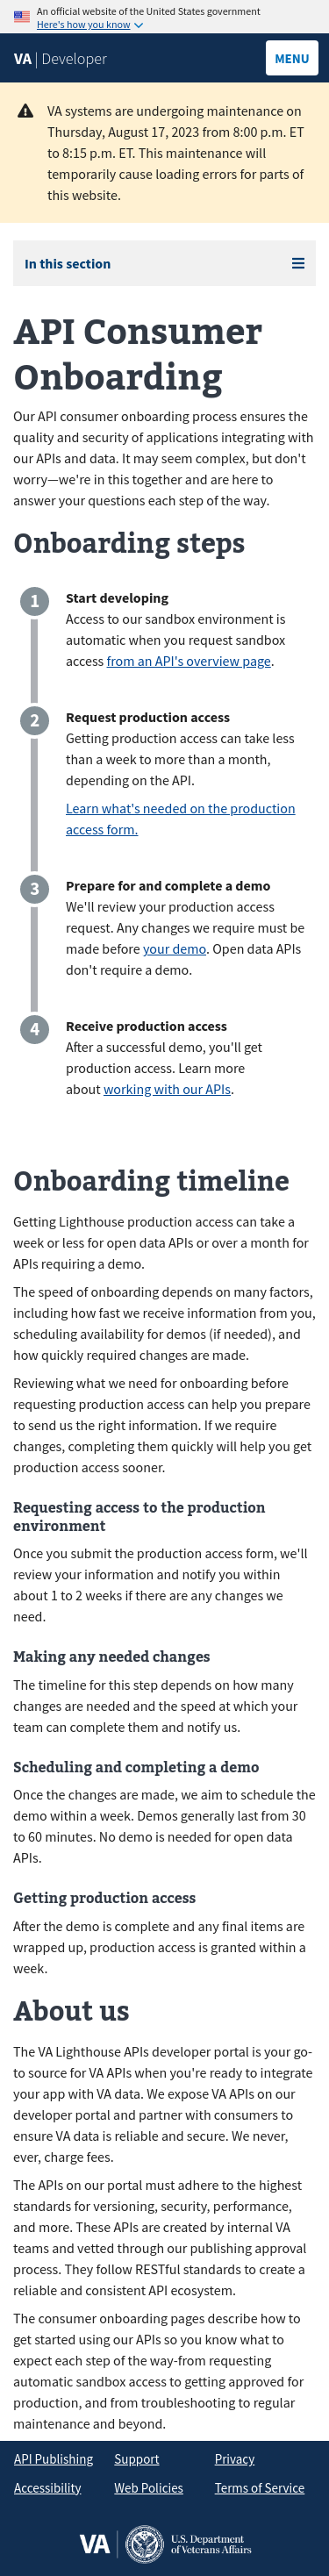 An official website of the United States government
Here's how you know
VA | Developer
MENU
VA systems are undergoing maintenance on
Thursday, August 17, 2023 from 8:00 p.m. ET
to 8:15 p.m. ET. This maintenance will
temporarily cause loading errors for parts of
this website.
In this section
API Consumer
Onboarding
Our API consumer onboarding process ensures the
quality and security of applications integrating with
our APIs and data. It may seem complex, but don't
worry—we're in this together and are here to
answer your questions each step of the way.
Onboarding steps
1
Start developing
Access to our sandbox environment is
automatic when you request sandbox
access from an API's overview page.
2
Request production access
Getting production access can take less
than a week to more than a month,
depending on the API.
Learn what's needed on the production
access form.
3
Prepare for and complete a demo
We'll review your production access
request. Any changes we require must be
made before your demo. Open data APIs
don't require a demo.
4
Receive production access
After a successful demo, you'll get
production access. Learn more
about working with our APIs.
Onboarding timeline
Getting Lighthouse production access can take a
week or less for open data APIs or over a month for
APIs requiring a demo.
The speed of onboarding depends on many factors,
including how fast we receive information from you,
scheduling availability for demos (if needed), and
how quickly required changes are made.
Reviewing what we need for onboarding before
requesting production access can help you prepare
to send us the right information. If we require
changes, completing them quickly will help you get
production access sooner.
Requesting access to the production
environment
Once you submit the production access form, we'll
review your information and notify you within
about 1 to 2 weeks if there are any changes we
need.
Making any needed changes
The timeline for this step depends on how many
changes are needed and the speed at which your
team can complete them and notify us.
Scheduling and completing a demo
Once the changes are made, we aim to schedule the
demo within a week. Demos generally last from 30
to 60 minutes. No demo is needed for open data
APIs.
Getting production access
After the demo is complete and any final items are
wrapped up, production access is granted within a
week.
About us
The VA Lighthouse APIs developer portal is your go-
to source for VA APIs when you're ready to integrate
your app with VA data. We expose VA APIs on our
developer portal and partner with consumers to
ensure VA data is reliable and secure. We never,
ever, charge fees.
The APIs on our portal must adhere to the highest
standards for versioning, security, performance,
and more. These APIs are created by internal VA
teams and vetted through our publishing approval
process. They follow RESTful standards to create a
reliable and consistent API ecosystem.
The consumer onboarding pages describe how to
get started using our APIs so you know what to
expect each step of the way-from requesting
automatic sandbox access to getting approved for
production, and from troubleshooting to regular
maintenance and beyond.
API Publishing Support Privacy
Accessibility Web Policies Terms of Service
VA U.S. Department
of Veterans Affairs